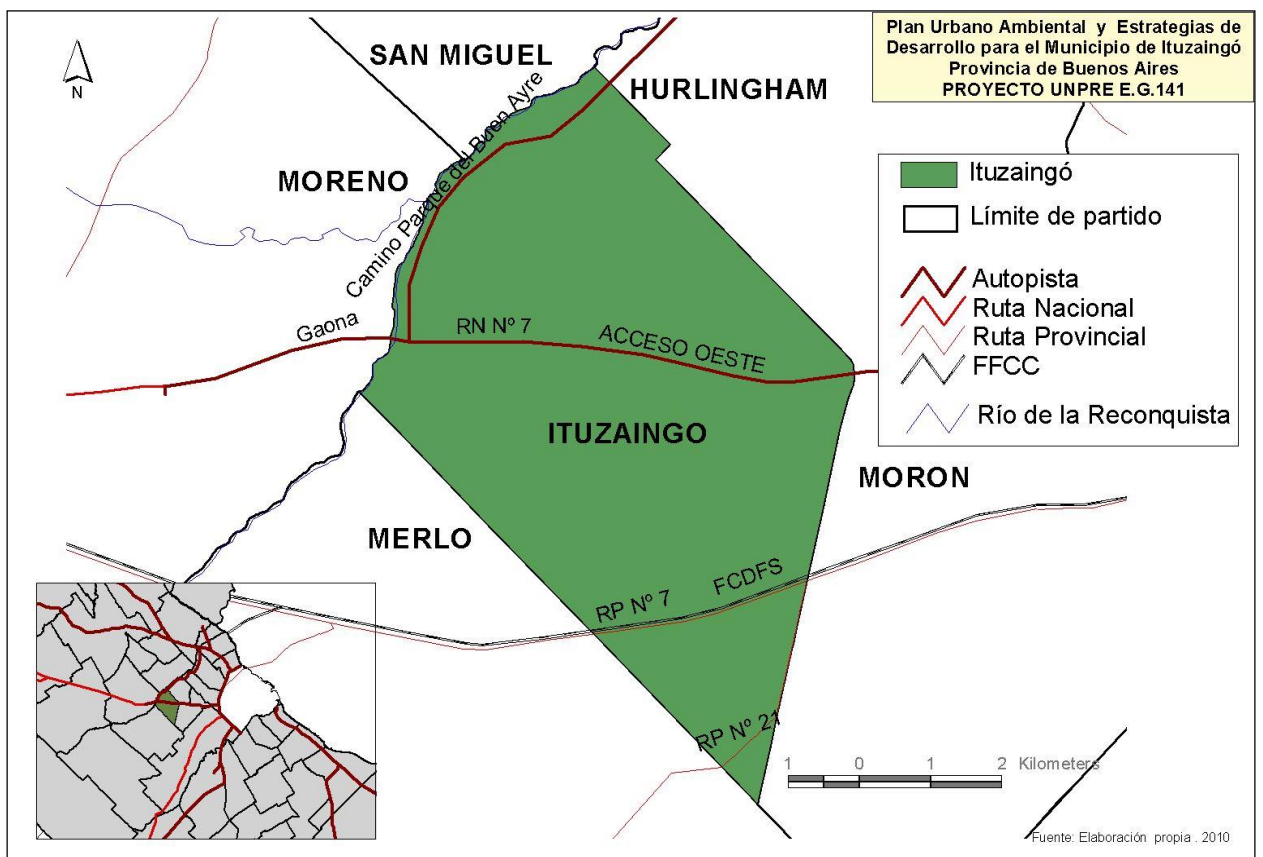 Plan Urbano Ambiental y Estrategias de
Desarrollo para el Municipio de Ituzaingó
Provincia de Buenos Aires
PROYECTO UNPRE E.G.141
N
SAN MIGUEL
HURLINGHAM
MORENO
Camino Parque del Buen Ayre
Gaona
RN Nº 7
ACCESO OESTE
ITUZAINGO
MORON
MERLO
RP Nº 7
FCDFS
RP Nº 21
Ituzaingó
Límite de partido
Autopista
Ruta Nacional
Ruta Provincial
FFCC
Río de la Reconquista
1 0 1 2 Kilometers
Fuente: Elaboración propia . 2010